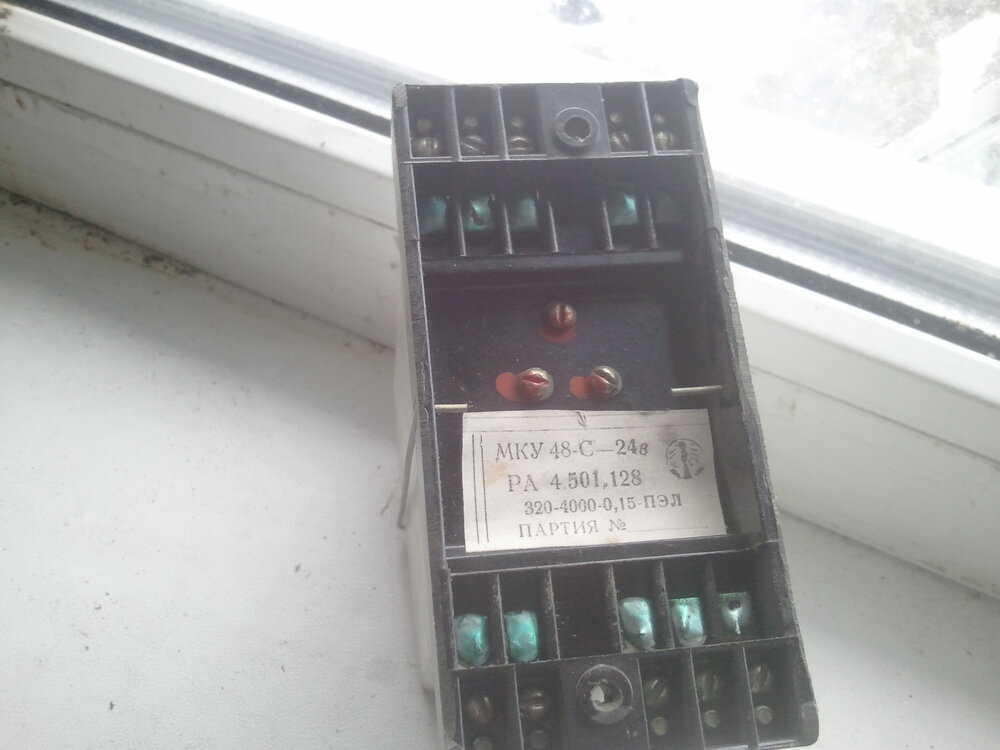 МКУ 48-С—24в
РА 4.501,128
320-4000-0,15-ПЭЛ
ПАРТИЯ №